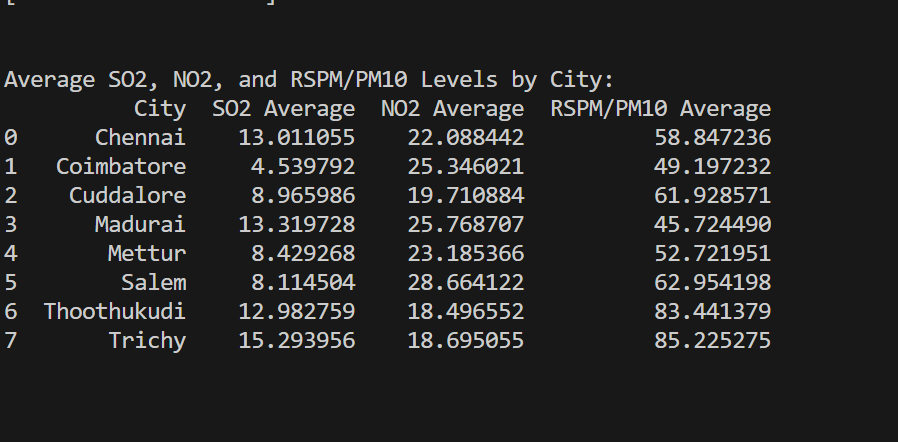 [ ]
Average SO2, NO2, and RSPM/PM10 Levels by City:
City SO2 Average NO2 Average RSPM/PM10 Average
0 Chennai 13.011055 22.088442 58.847236
1 Coimbatore 4.539792 25.346021 49.197232
2 Cuddalore 8.965986 19.710884 61.928571
3 Madurai 13.319728 25.768707 45.724490
4 Mettur 8.429268 23.185366 52.721951
5 Salem 8.114504 28.664122 62.954198
6 Thoothukudi 12.982759 18.496552 83.441379
7 Trichy 15.293956 18.695055 85.225275